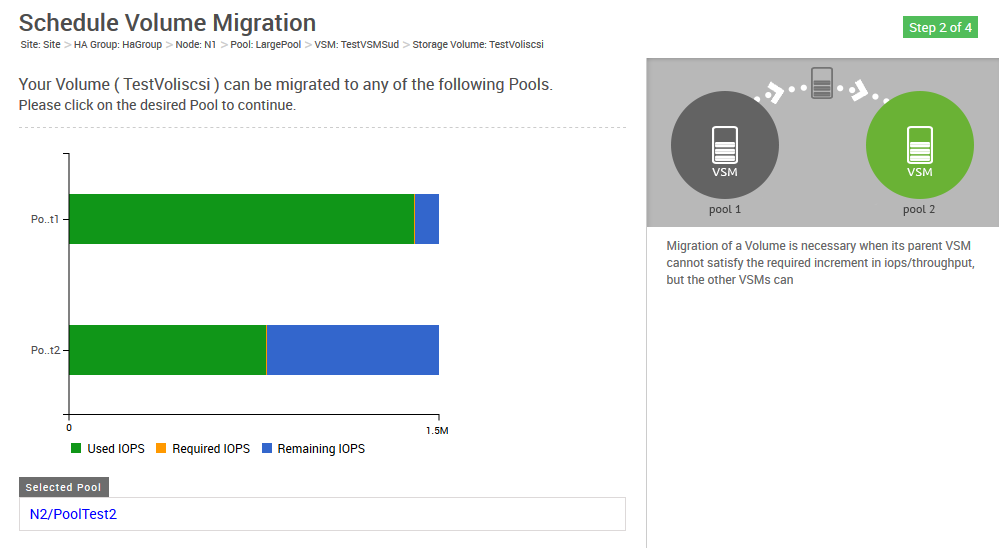 Schedule Volume Migration
Step 2 of 4
Site: Site > HA Group: HaGroup > Node: N1 > Pool: LargePool > VSM: TestVSMSud > Storage Volume: TestVoliscsi
Your Volume ( TestVoliscsi ) can be migrated to any of the following Pools.
Please click on the desired Pool to continue.
Po..t1
Po..t2
0
1.5M
Used IOPS
Required IOPS
Remaining IOPS
Selected Pool
N2/PoolTest2
VSM
VSM
pool 1
pool 2
Migration of a Volume is necessary when its parent VSM
cannot satisfy the required increment in iops/throughput,
but the other VSMs can